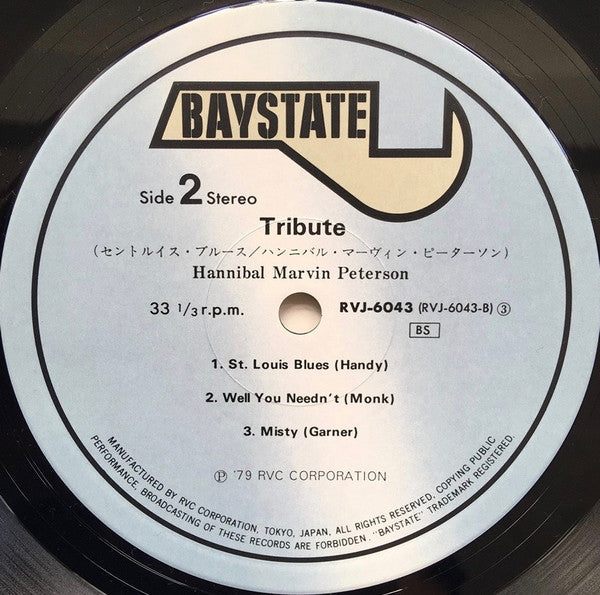 BAYSTATE
Side 2 Stereo
Tribute
(セントルイス・ブルース/ハンニバル・マーヴィン・ピーターソン)
Hannibal Marvin Peterson
33 1/3 r.p.m.
RVJ-6043 (RVJ-6043-B) ③
BS
1. St. Louis Blues (Handy)
2. Well You Needn't (Monk)
3. Misty (Garner)
Ⓟ '79 RVC CORPORATION
MANUFACTURED BY RVC CORPORATION, TOKYO, JAPAN, ALL RIGHTS RESERVED, COPYING PUBLIC
PERFORMANCE, BROADCASTING OF THESE RECORDS ARE FORBIDDEN. "BAYSTATE" TRADEMARK REGISTERED.